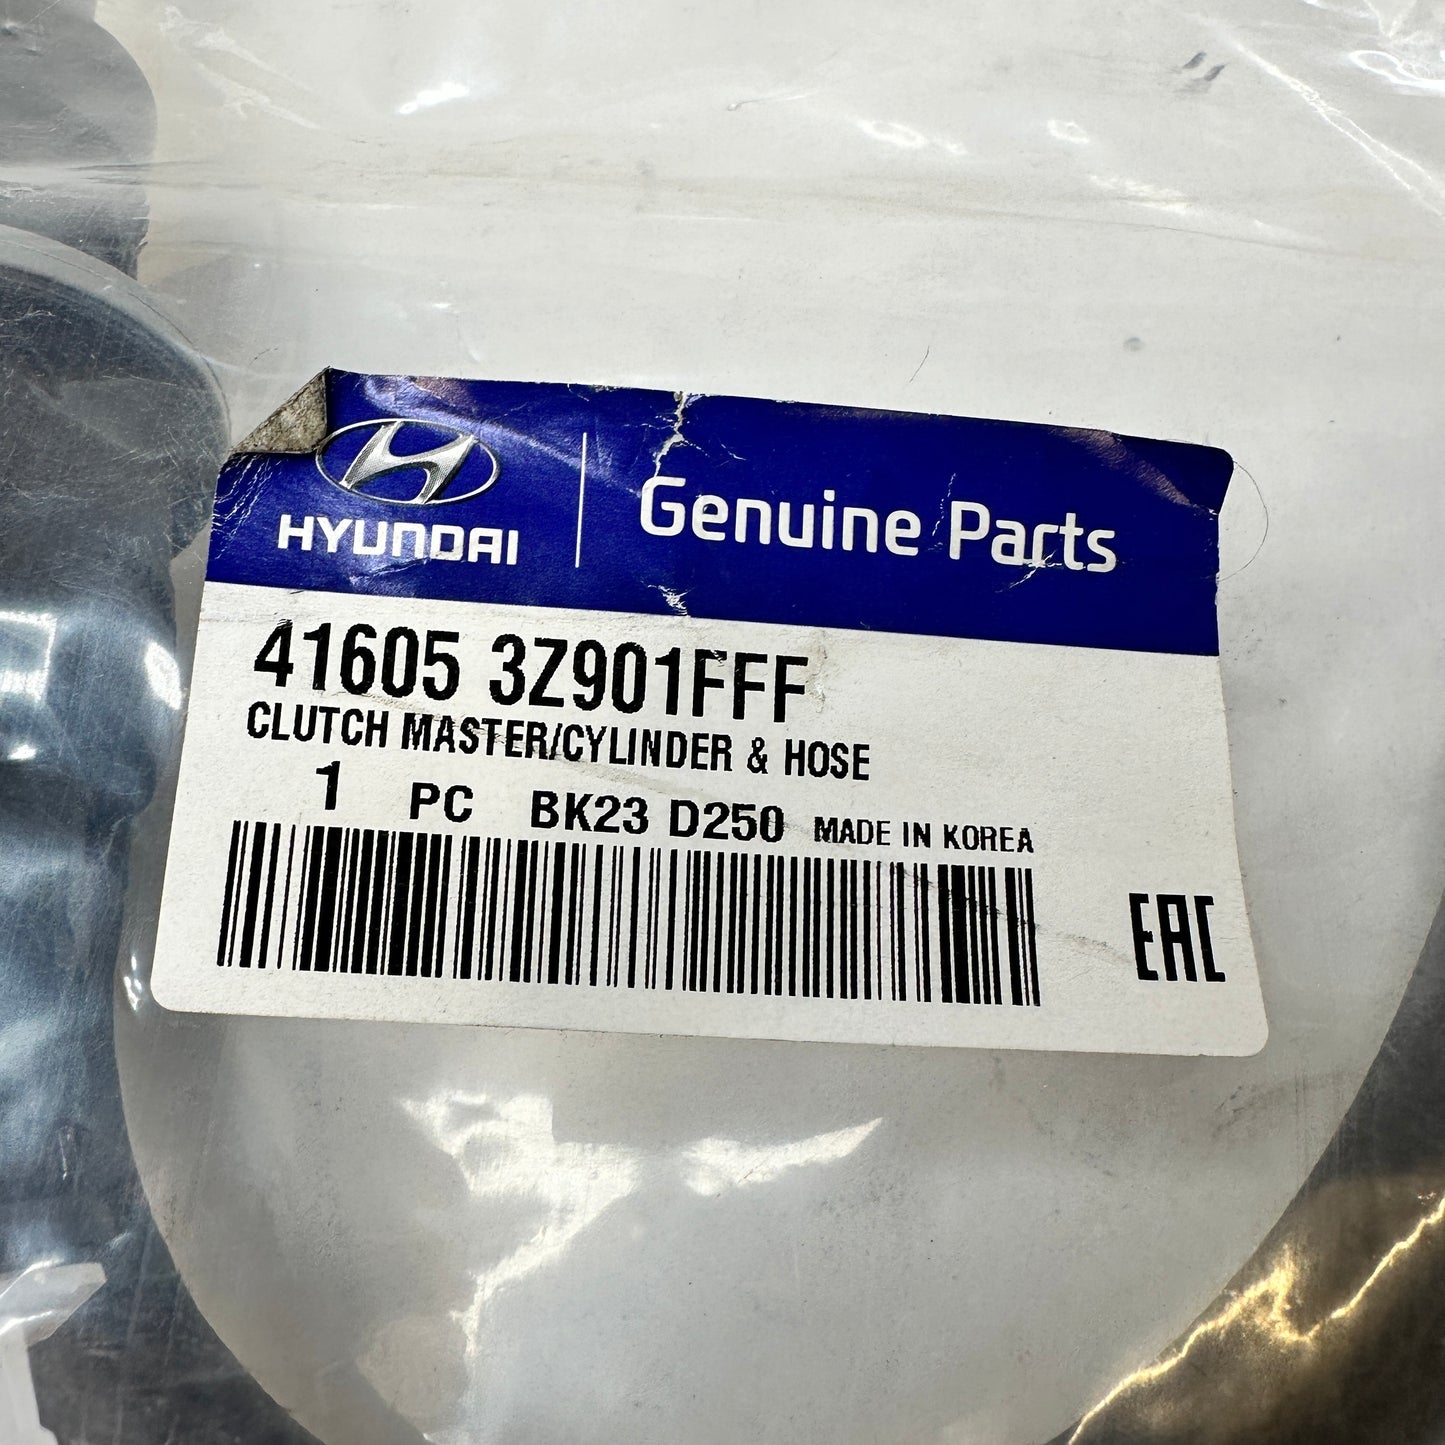 HYUNDAI
Genuine Parts
41605 3Z901FFF
CLUTCH MASTER/CYLINDER & HOSE
1 PC BK23 D250 MADE IN KOREA
EAC